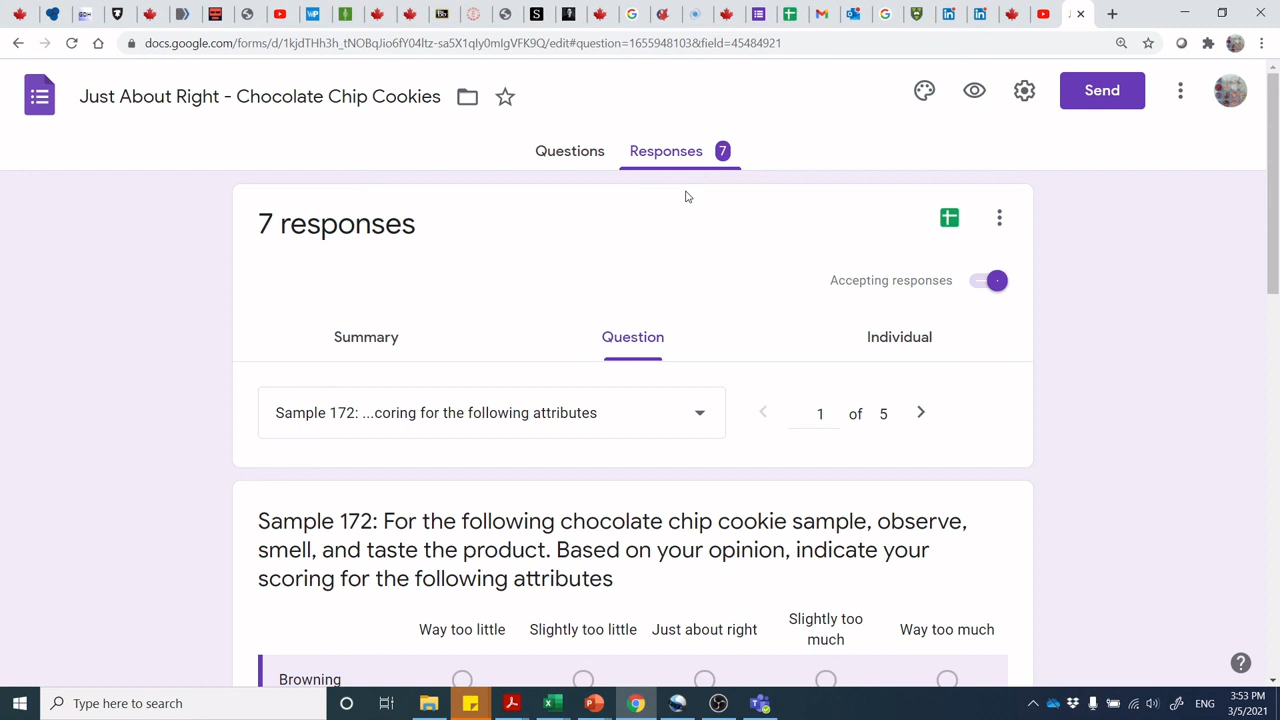 docs.google.com/forms/d/1kjdTHh3h_tNOBqJio6fY04ltz-sa5X1qly0mIgVFK9Q/edit#question=1655948103&field=45484921
Just About Right - Chocolate Chip Cookies
Send
Questions
Responses 7
7 responses
Accepting responses
Summary
Question
Individual
Sample 172: ...coring for the following attributes
1 of 5
Sample 172: For the following chocolate chip cookie sample, observe,
smell, and taste the product. Based on your opinion, indicate your
scoring for the following attributes
Way too little
Slightly too little
Just about right
Slightly too
much
Way too much
Browning
Type here to search
ENG
3:53 PM
3/5/2021